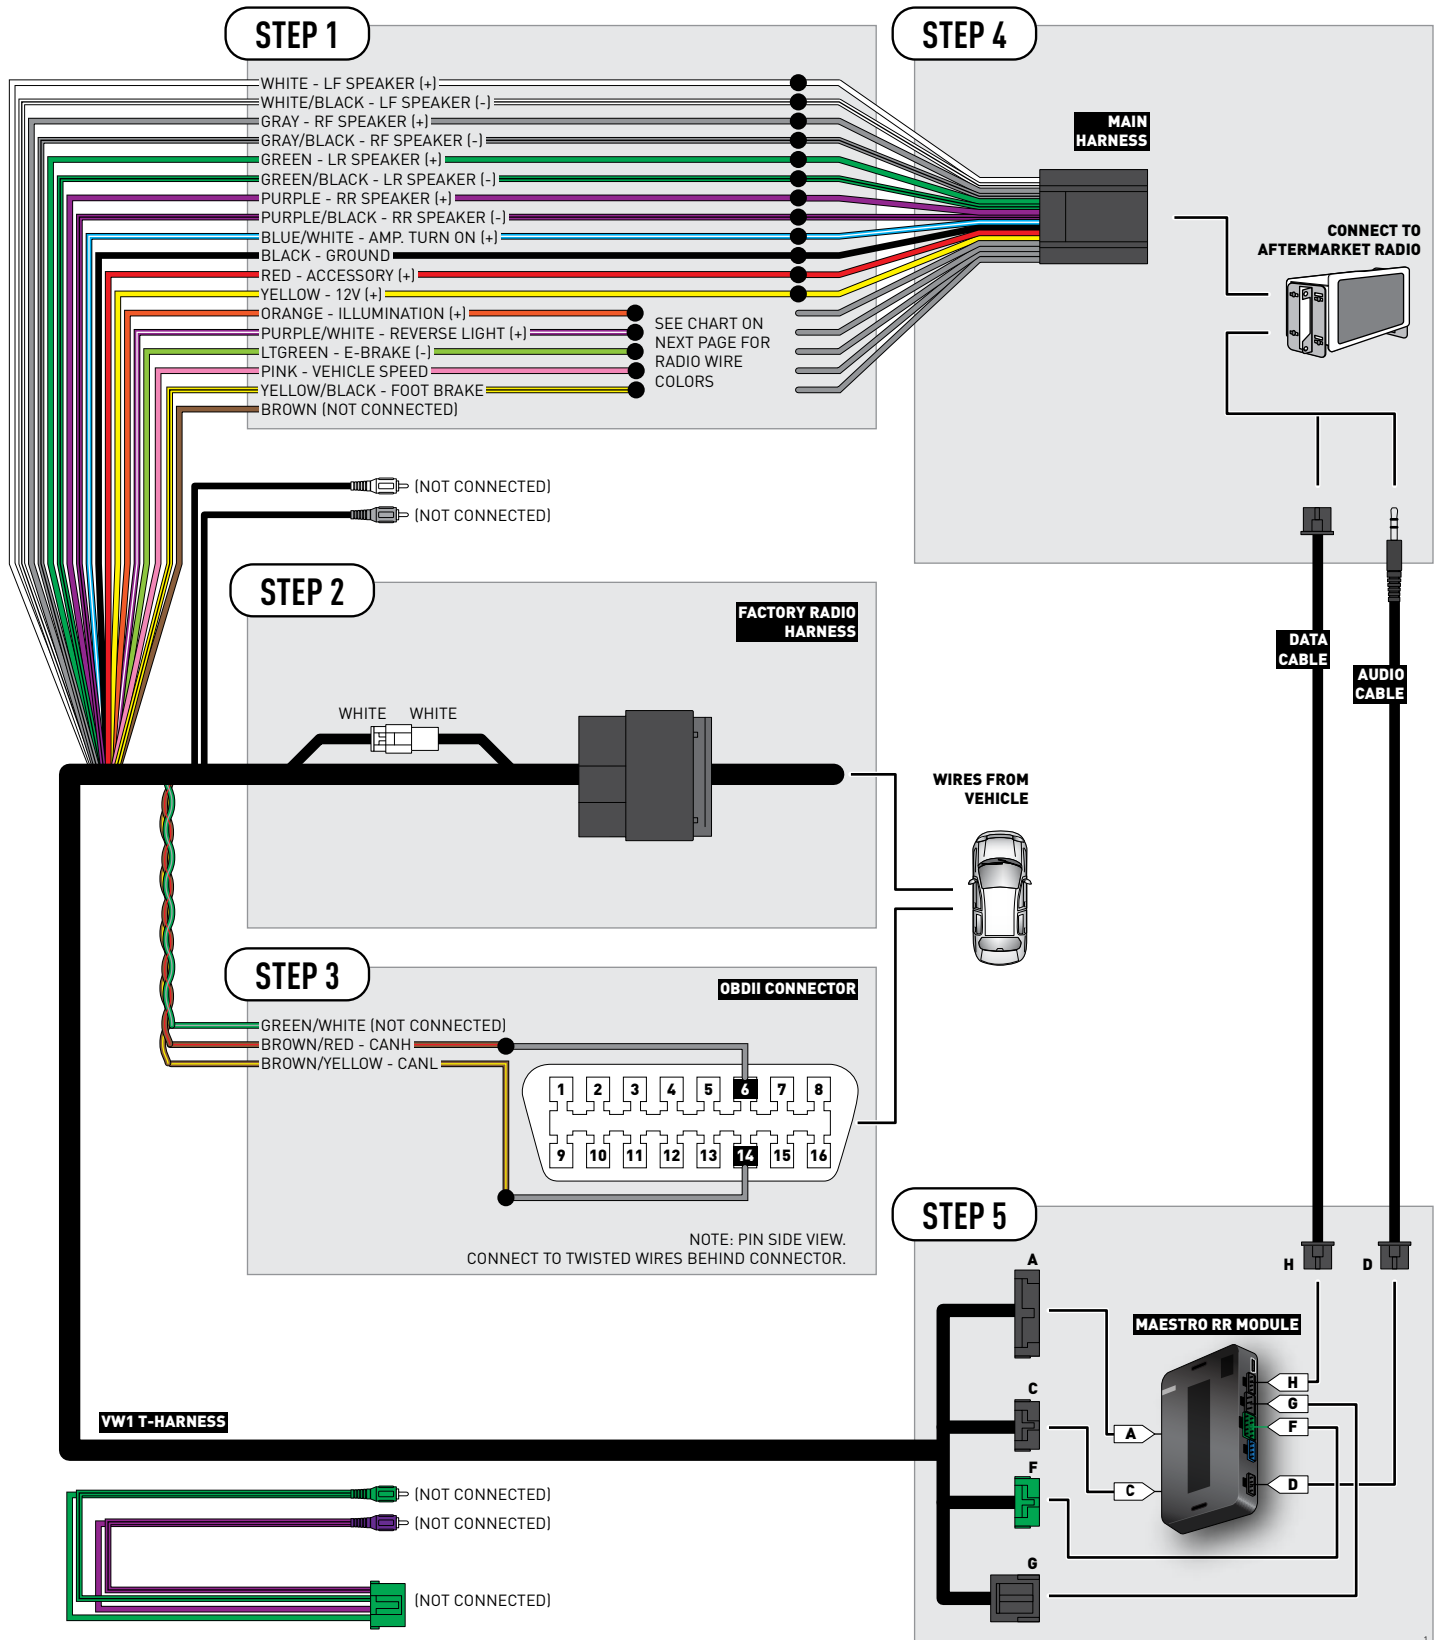 STEP 1
WHITE - LF SPEAKER (+)
WHITE/BLACK - LF SPEAKER (-)
GRAY - RF SPEAKER (+)
GRAY/BLACK - RF SPEAKER (-)
GREEN - LR SPEAKER (+)
GREEN/BLACK - LR SPEAKER (-)
PURPLE - RR SPEAKER (+)
PURPLE/BLACK - RR SPEAKER (-)
BLUE/WHITE - AMP. TURN ON (+)
BLACK - GROUND
RED - ACCESSORY (+)
YELLOW - 12V (+)
ORANGE - ILLUMINATION (+)
PURPLE/WHITE - REVERSE LIGHT (+)
LTGREEN - E-BRAKE (-)
PINK - VEHICLE SPEED
YELLOW/BLACK - FOOT BRAKE
BROWN (NOT CONNECTED)
SEE CHART ON
NEXT PAGE FOR
RADIO WIRE
COLORS
(NOT CONNECTED)
(NOT CONNECTED)
STEP 4
MAIN
HARNESS
CONNECT TO
AFTERMARKET RADIO
DATA
CABLE
AUDIO
CABLE
STEP 2
FACTORY RADIO
HARNESS
WHITE WHITE
WIRES FROM
VEHICLE
STEP 3
OBDII CONNECTOR
GREEN/WHITE (NOT CONNECTED)
BROWN/RED - CANH
BROWN/YELLOW - CANL
1 2 3 4 5 6 7 8
9 10 11 12 13 14 15 16
NOTE: PIN SIDE VIEW.
CONNECT TO TWISTED WIRES BEHIND CONNECTOR.
STEP 5
H D
A
MAESTRO RR MODULE
H
G
F
A
C
D
C
F
G
VW1 T-HARNESS
(NOT CONNECTED)
(NOT CONNECTED)
(NOT CONNECTED)
1